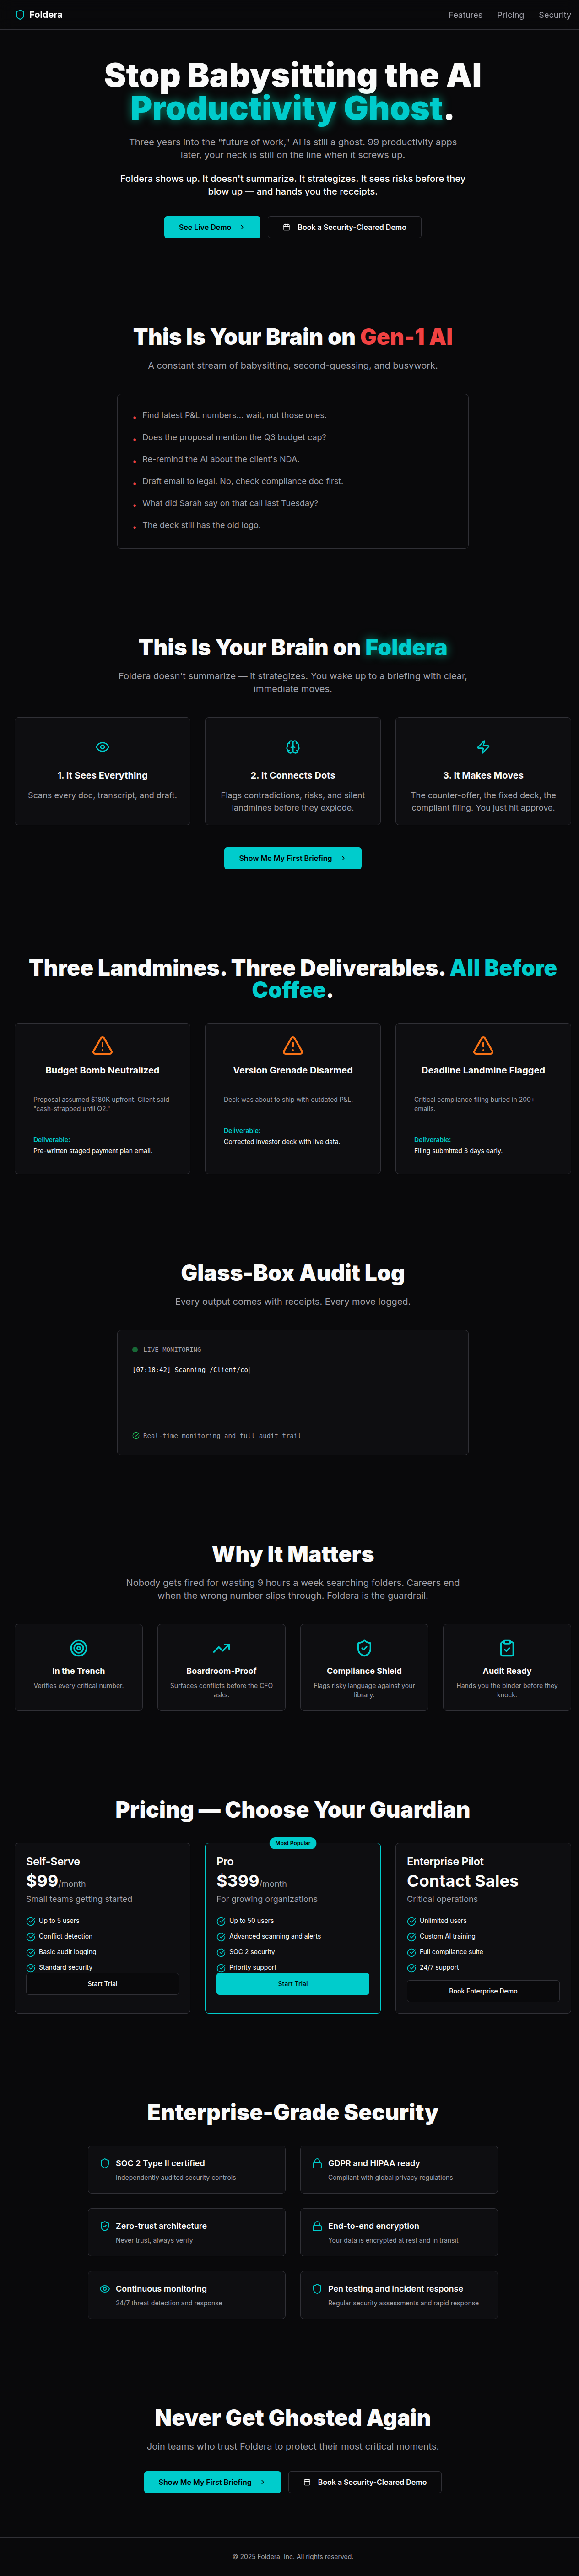 Foldera
Features
Pricing
Security
Stop Babysitting the AI
Productivity Ghost.
Three years into the "future of work," AI is still a ghost. 99 productivity apps
later, your neck is still on the line when it screws up.
Foldera shows up. It doesn't summarize. It strategizes. It sees risks before they
blow up — and hands you the receipts.
See Live Demo
Book a Security-Cleared Demo
This Is Your Brain on Gen-1 AI
A constant stream of babysitting, second-guessing, and busywork.
Find latest P&L numbers... wait, not those ones.
Does the proposal mention the Q3 budget cap?
Re-remind the AI about the client's NDA.
Draft email to legal. No, check compliance doc first.
What did Sarah say on that call last Tuesday?
The deck still has the old logo.
This Is Your Brain on Foldera
Foldera doesn't summarize — it strategizes. You wake up to a briefing with clear,
immediate moves.
1. It Sees Everything
Scans every doc, transcript, and draft.
2. It Connects Dots
Flags contradictions, risks, and silent
landmines before they explode.
3. It Makes Moves
The counter-offer, the fixed deck, the
compliant filing. You just hit approve.
Show Me My First Briefing
Three Landmines. Three Deliverables. All Before
Coffee.
Budget Bomb Neutralized
Proposal assumed $180K upfront. Client said
"cash-strapped until Q2."
Deliverable:
Pre-written staged payment plan email.
Version Grenade Disarmed
Deck was about to ship with outdated P&L.
Deliverable:
Corrected investor deck with live data.
Deadline Landmine Flagged
Critical compliance filing buried in 200+
emails.
Deliverable:
Filing submitted 3 days early.
Glass-Box Audit Log
Every output comes with receipts. Every move logged.
LIVE MONITORING
[07:18:42] Scanning /Client/co|
Real-time monitoring and full audit trail
Why It Matters
Nobody gets fired for wasting 9 hours a week searching folders. Careers end
when the wrong number slips through. Foldera is the guardrail.
In the Trench
Verifies every critical number.
Boardroom-Proof
Surfaces conflicts before the CFO
asks.
Compliance Shield
Flags risky language against your
library.
Audit Ready
Hands you the binder before they
knock.
Pricing — Choose Your Guardian
Self-Serve
$99/month
Small teams getting started
Up to 5 users
Conflict detection
Basic audit logging
Standard security
Start Trial
Most Popular
Pro
$399/month
For growing organizations
Up to 50 users
Advanced scanning and alerts
SOC 2 security
Priority support
Start Trial
Enterprise Pilot
Contact Sales
Critical operations
Unlimited users
Custom AI training
Full compliance suite
24/7 support
Book Enterprise Demo
Enterprise-Grade Security
SOC 2 Type II certified
Independently audited security controls
GDPR and HIPAA ready
Compliant with global privacy regulations
Zero-trust architecture
Never trust, always verify
End-to-end encryption
Your data is encrypted at rest and in transit
Continuous monitoring
24/7 threat detection and response
Pen testing and incident response
Regular security assessments and rapid response
Never Get Ghosted Again
Join teams who trust Foldera to protect their most critical moments.
Show Me My First Briefing
Book a Security-Cleared Demo
© 2025 Foldera, Inc. All rights reserved.